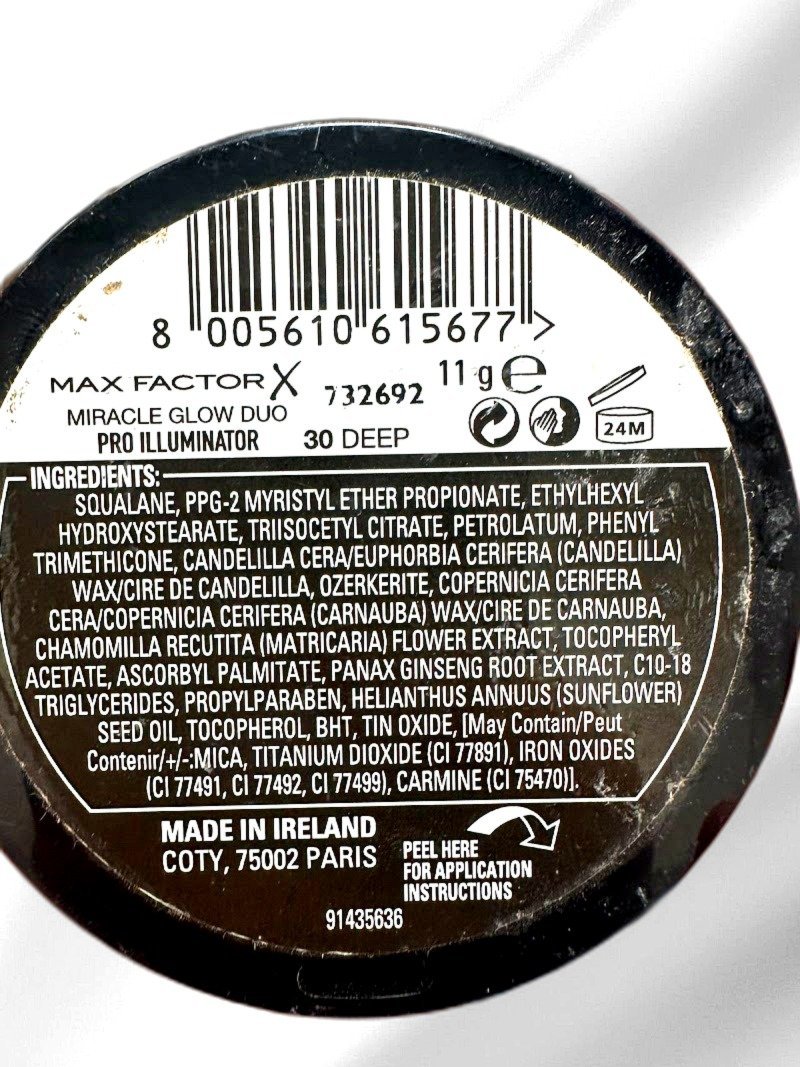 8 005610 615677 >
MAX FACTOR X 732692 11 g e
MIRACLE GLOW DUO
PRO ILLUMINATOR 30 DEEP
24M
INGREDIENTS:
SQUALANE, PPG-2 MYRISTYL ETHER PROPIONATE, ETHYLHEXYL
HYDROXYSTEARATE, TRIISOCETYL CITRATE, PETROLATUM, PHENYL
TRIMETHICONE, CANDELILLA CERA/EUPHORBIA CERIFERA (CANDELILLA)
WAX/CIRE DE CANDELILLA, OZERKERITE, COPERNICIA CERIFERA
CERA/COPERNICIA CERIFERA (CARNAUBA) WAX/CIRE DE CARNAUBA,
CHAMOMILLA RECUTITA (MATRICARIA) FLOWER EXTRACT, TOCOPHERYL
ACETATE, ASCORBYL PALMITATE, PANAX GINSENG ROOT EXTRACT, C10-18
TRIGLYCERIDES, PROPYLPARABEN, HELIANTHUS ANNUUS (SUNFLOWER)
SEED OIL, TOCOPHEROL, BHT, TIN OXIDE, [May Contain/Peut
Contenir/+/-:MICA, TITANIUM DIOXIDE (CI 77891), IRON OXIDES
(CI 77491, CI 77492, CI 77499), CARMINE (CI 75470)].
MADE IN IRELAND
COTY, 75002 PARIS
PEEL HERE
FOR APPLICATION
INSTRUCTIONS
91435636